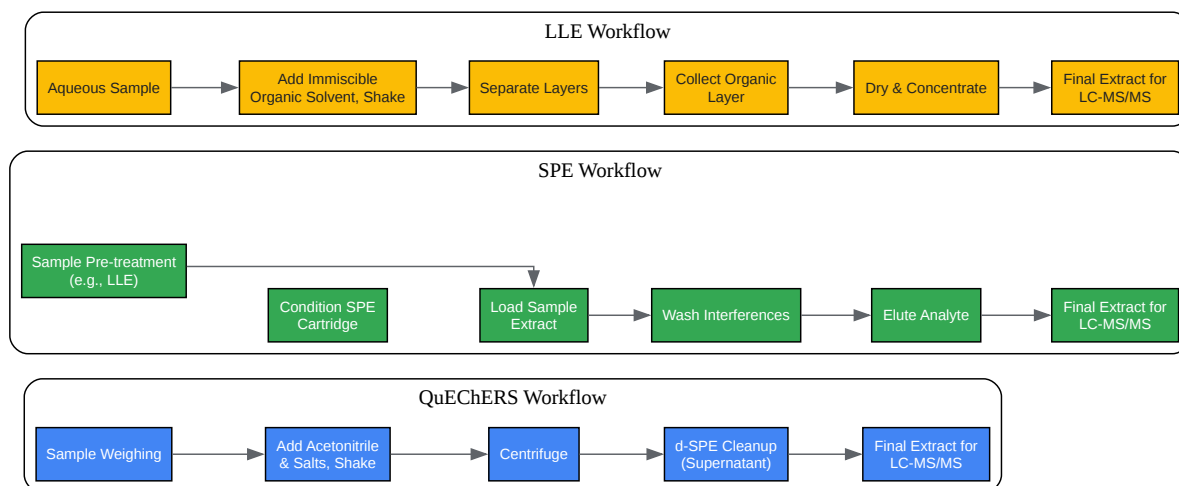 LLE Workflow
Aqueous Sample
Add Immiscible
Organic Solvent, Shake
Separate Layers
Collect Organic
Layer
Dry & Concentrate
Final Extract for
LC-MS/MS
SPE Workflow
Sample Pre-treatment
(e.g., LLE)
Condition SPE
Cartridge
Load Sample
Extract
Wash Interferences
Elute Analyte
Final Extract for
LC-MS/MS
QuEChERS Workflow
Sample Weighing
Add Acetonitrile
& Salts, Shake
Centrifuge
d-SPE Cleanup
(Supernatant)
Final Extract for
LC-MS/MS